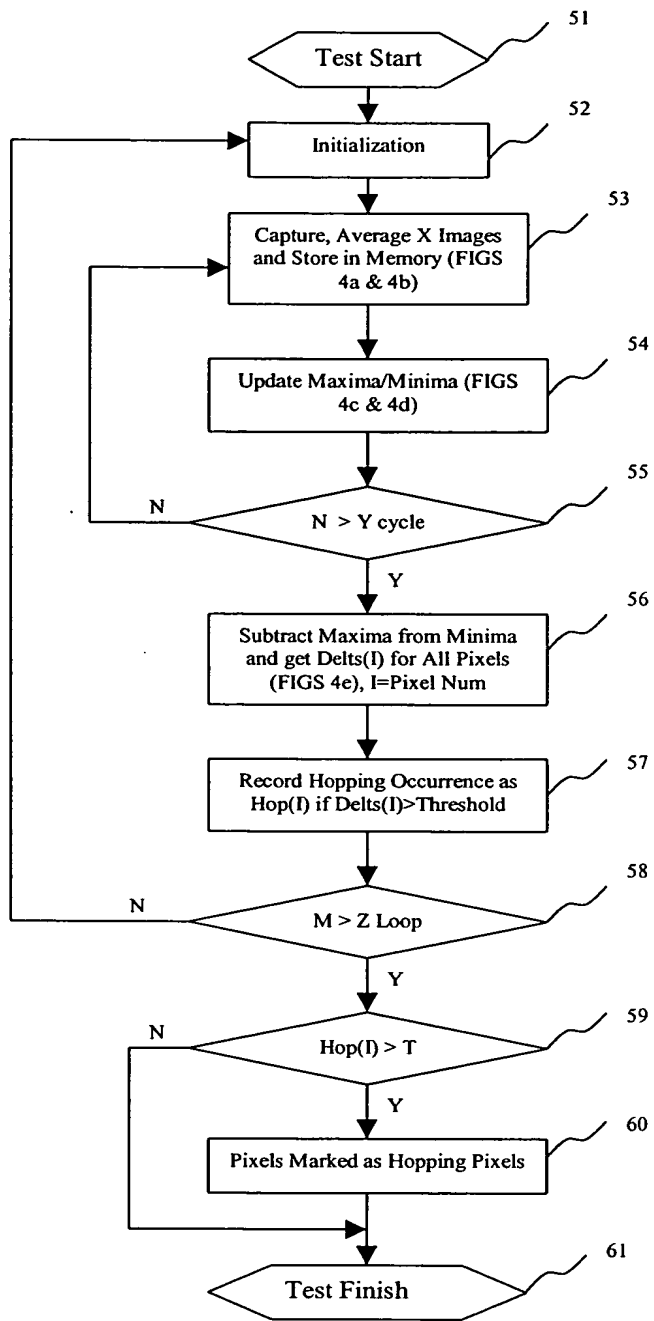 51
Test Start
52
Initialization
53
Capture, Average X Images
and Store in Memory (FIGS
4a & 4b)
54
Update Maxima/Minima (FIGS
4c & 4d)
55
N
N > Y cycle
Y
56
Subtract Maxima from Minima
and get Delts(I) for All Pixels
(FIGS 4e), I=Pixel Num
57
Record Hopping Occurrence as
Hop(I) if Delts(I)>Threshold
58
N
M > Z Loop
Y
59
N
Hop(I) > T
Y
60
Pixels Marked as Hopping Pixels
61
Test Finish